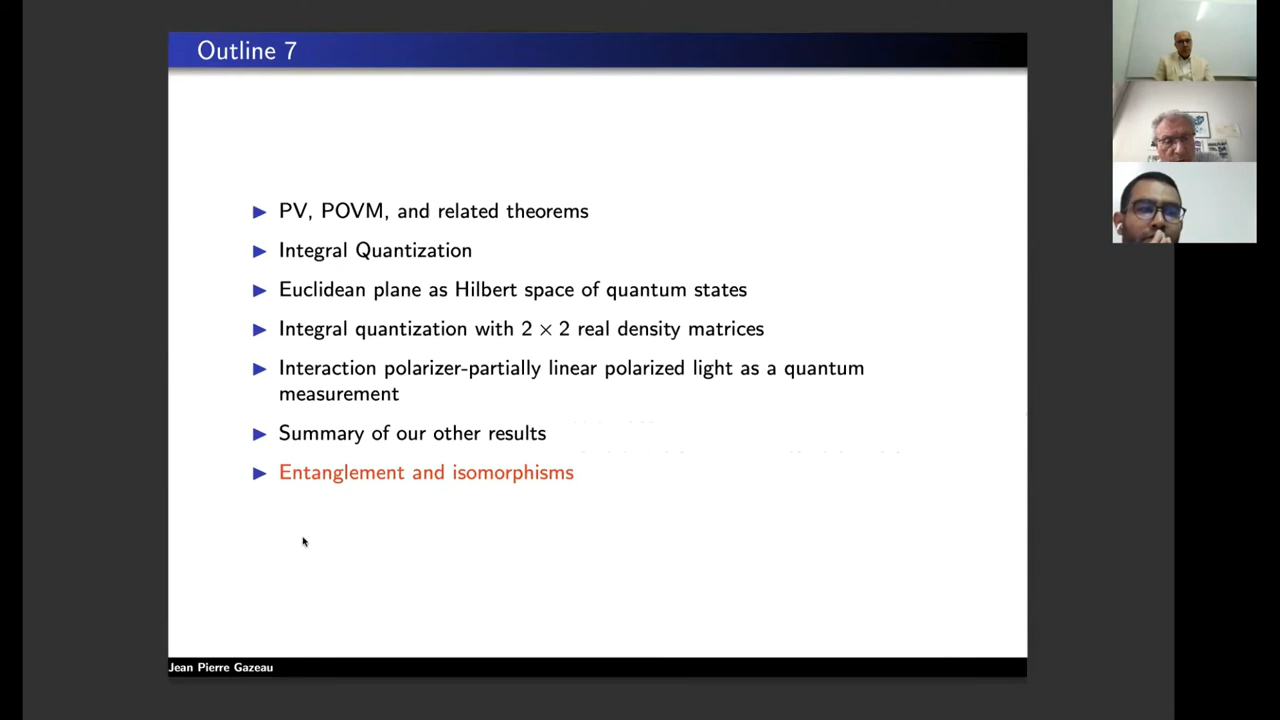 Outline 7
PV, POVM, and related theorems
Integral Quantization
Euclidean plane as Hilbert space of quantum states
Integral quantization with 2 × 2 real density matrices
Interaction polarizer-partially linear polarized light as a quantum
measurement
Summary of our other results
Entanglement and isomorphisms
Jean Pierre Gazeau